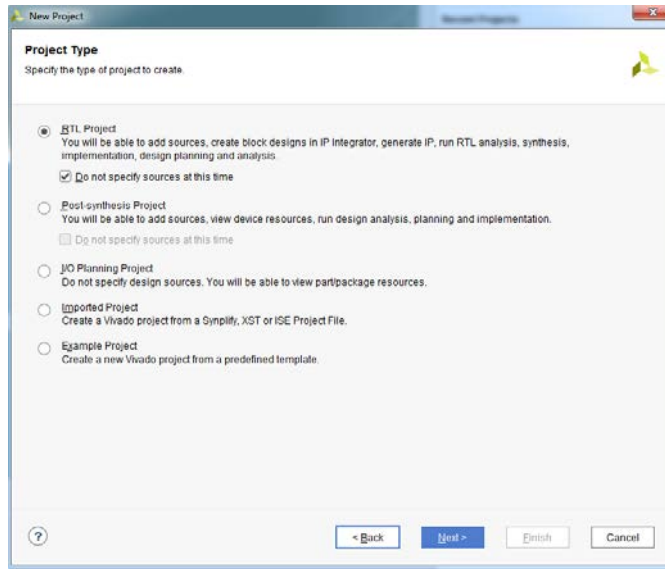 New Project
Recent Projects
Project Type
Specify the type of project to create.
RTL Project
You will be able to add sources, create block designs in IP Integrator, generate IP, run RTL analysis, synthesis,
implementation, design planning and analysis.
Do not specify sources at this time
Post-synthesis Project
You will be able to add sources, view device resources, run design analysis, planning and implementation.
Do not specify sources at this time
I/O Planning Project
Do not specify design sources. You will be able to view part/package resources.
Imported Project
Create a Vivado project from a Synplify, XST or ISE Project File.
Example Project
Create a new Vivado project from a predefined template.
?
< Back
Next >
Finish
Cancel